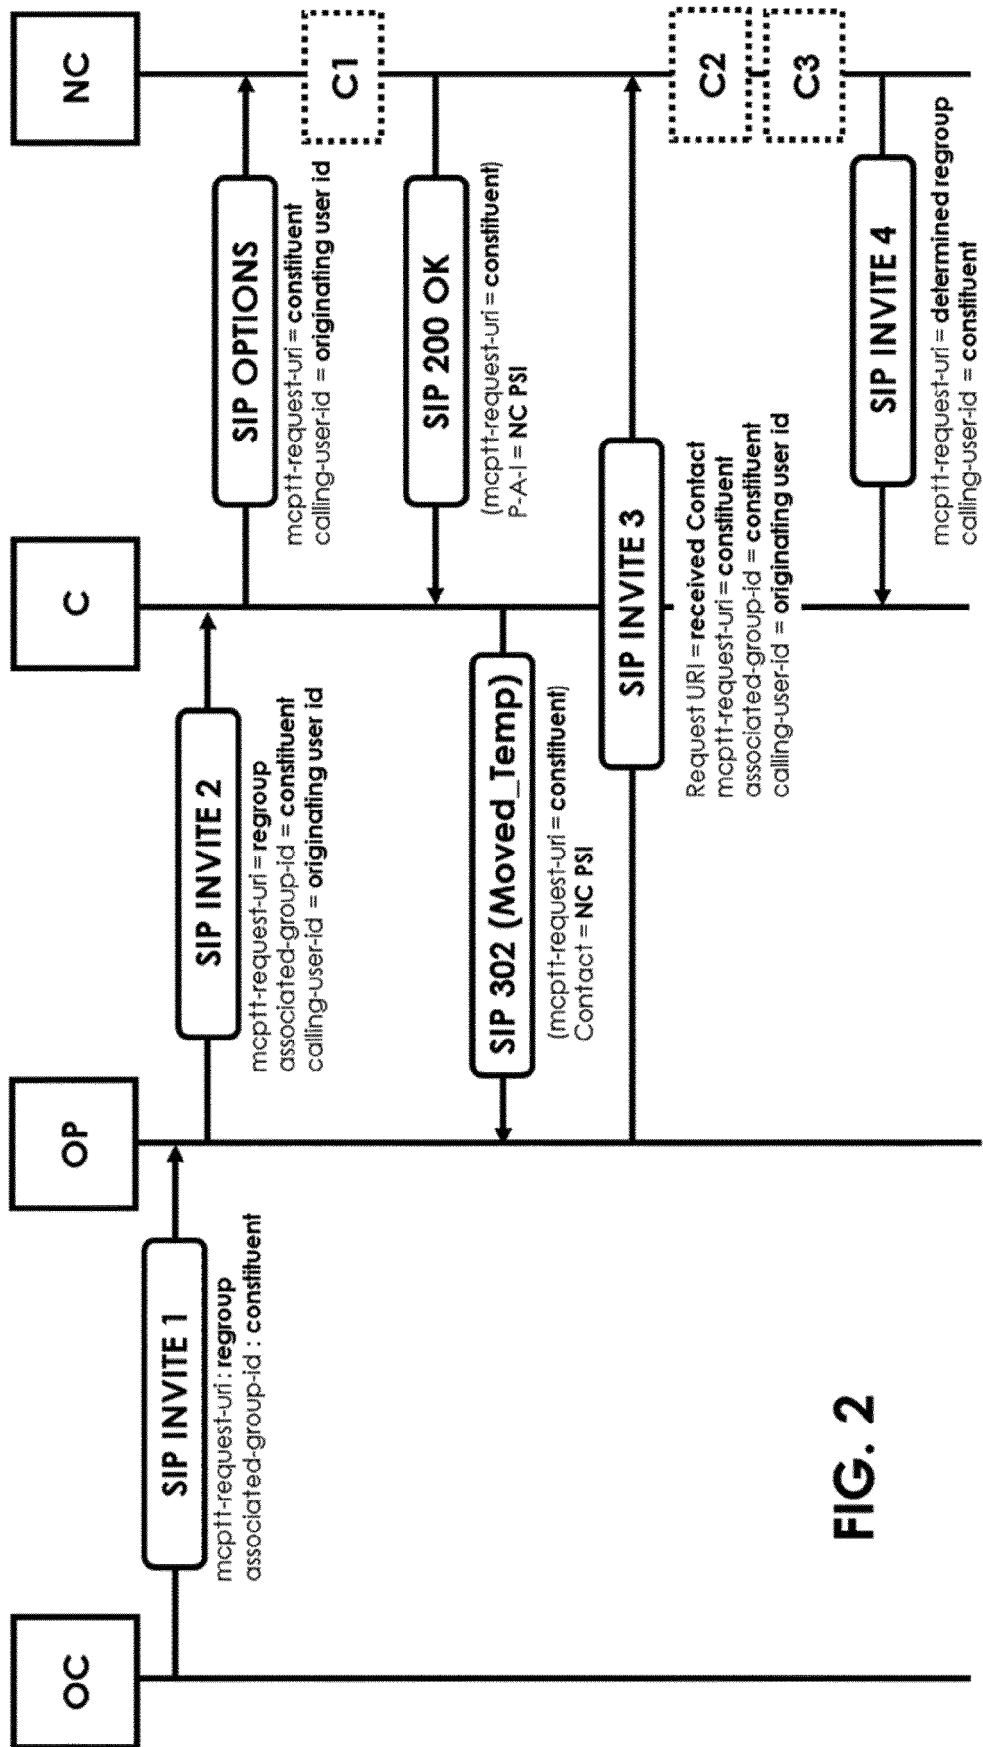 OC
OP
C
NC
SIP INVITE 1
mcptt-request-uri : regroup
associated-group-id : constituent
SIP INVITE 2
mcptt-request-uri = regroup
associated-group-id = constituent
calling-user-id = originating user id
SIP OPTIONS
mcptt-request-uri = constituent
calling-user-id = originating user id
C1
SIP 200 OK
(mcptt-request-uri = constituent)
P-A-I = NC PSI
SIP 302 (Moved_Temp)
(mcptt-request-uri = constituent)
Contact = NC PSI
SIP INVITE 3
Request URI = received Contact
mcptt-request-uri = constituent
associated-group-id = constituent
calling-user-id = originating user id
C2
C3
SIP INVITE 4
mcptt-request-uri = determined regroup
calling-user-id = constituent
FIG. 2